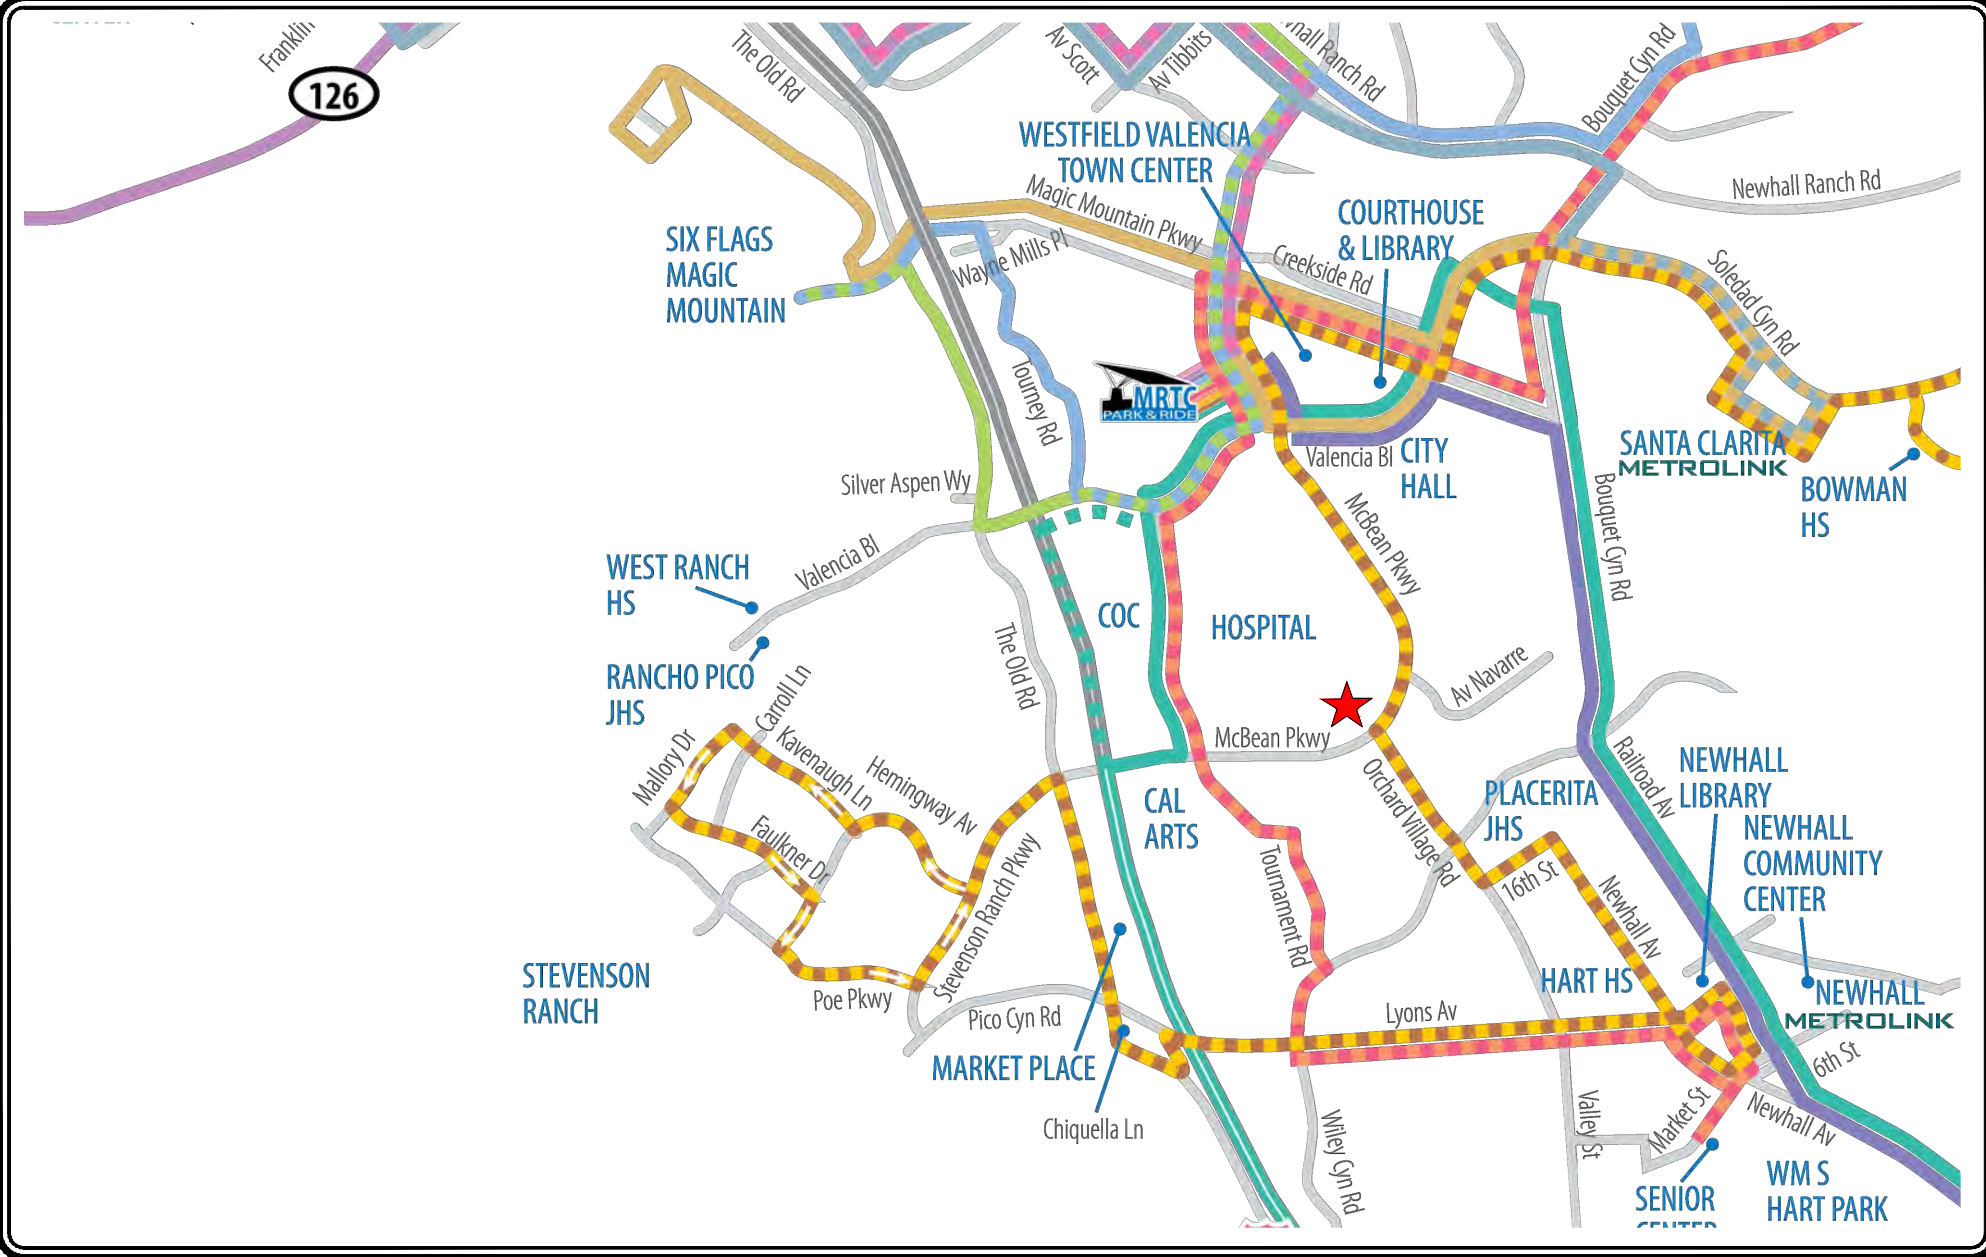 Franklin
126
The Old Rd
Av Scott
Av Tibbits
hall Ranch Rd
Bouquet Cyn Rd
WESTFIELD VALENCIA
TOWN CENTER
Magic Mountain Pkwy
Newhall Ranch Rd
COURTHOUSE
& LIBRARY
SIX FLAGS
MAGIC
MOUNTAIN
Wayne Mills Pl
Creekside Rd
Soledad Cyn Rd
Tourney Rd
MRTC
PARK & RIDE
Valencia Bl
CITY
HALL
SANTA CLARITA
METROLINK
BOWMAN
HS
Silver Aspen Wy
Valencia Bl
McBean Pkwy
Bouquet Cyn Rd
WEST RANCH
HS
COC
HOSPITAL
RANCHO PICO
JHS
The Old Rd
Carroll Ln
Av Navarre
McBean Pkwy
Mallory Dr
Kavenaugh Ln
Hemingway Av
Orchard Village Rd
Railroad Av
NEWHALL
LIBRARY
PLACERITA
JHS
CAL
ARTS
Faulkner Dr
NEWHALL
COMMUNITY
CENTER
Stevenson Ranch Pkwy
Tournament Rd
16th St
Newhall Av
STEVENSON
RANCH
Poe Pkwy
Pico Cyn Rd
HART HS
Lyons Av
NEWHALL
METROLINK
MARKET PLACE
6th St
Chiquella Ln
Wiley Cyn Rd
Valley St
Market St
Newhall Av
WM S
HART PARK
SENIOR
CENTER